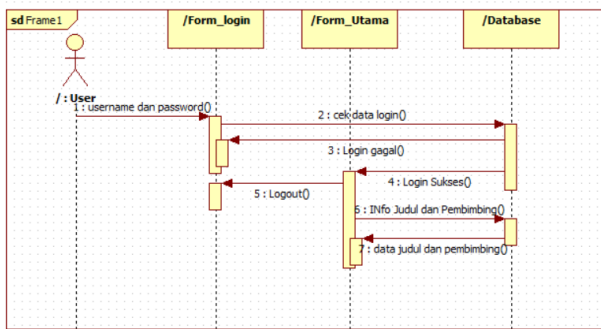 sd Frame1
/Form_login
/Form_Utama
/Database
/ : User
1 : username dan password()
2 : cek data login()
3 : Login gagal()
4 : Login Sukses()
5 : Logout()
6 : INfo Judul dan Pembimbing()
7 : data judul dan pembimbing()